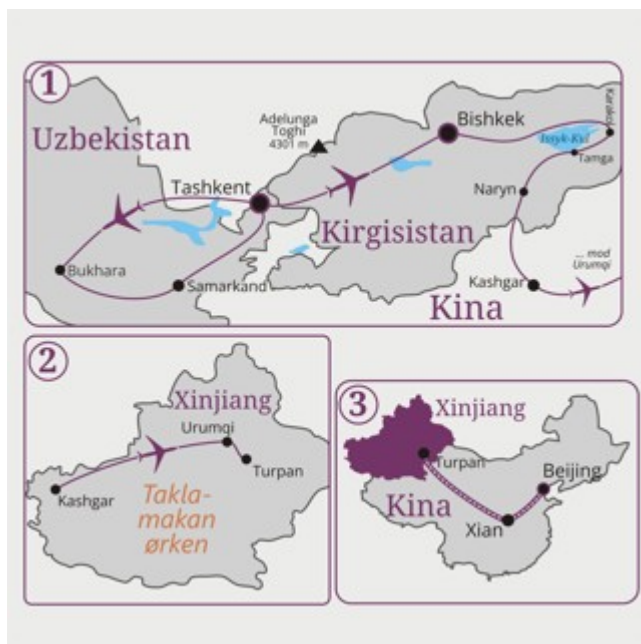 1
Uzbekistan
Adelunga
Toghi
4301 m
Bishkek
Karakol
Issyk-Kul
Tamga
Tashkent
Naryn
Kirgisistan
Bukhara
Samarkand
Kashgar
... mod
Urumqi
Kina
2
Xinjiang
Urumqi
Turpan
Kashgar
Takla-
makan
ørken
3
Xinjiang
Turpan
Beijing
Kina
Xian